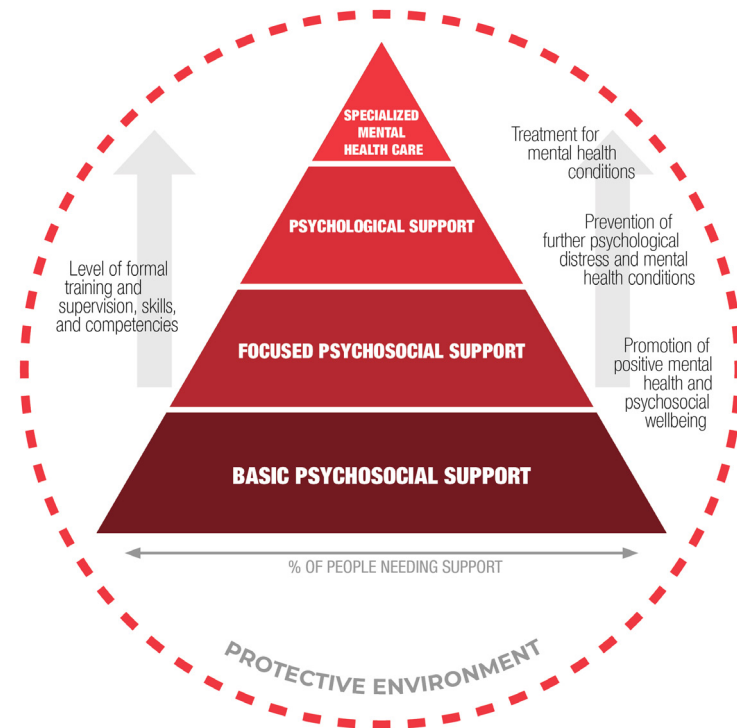 SPECIALIZED
MENTAL
HEALTH CARE
PSYCHOLOGICAL SUPPORT
FOCUSED PSYCHOSOCIAL SUPPORT
BASIC PSYCHOSOCIAL SUPPORT
Level of formal
training and
supervision, skills,
and competencies
Treatment for
mental health
conditions
Prevention of
further psychological
distress and mental
health conditions
Promotion of
positive mental
health and
psychosocial
wellbeing
% OF PEOPLE NEEDING SUPPORT
PROTECTIVE ENVIRONMENT